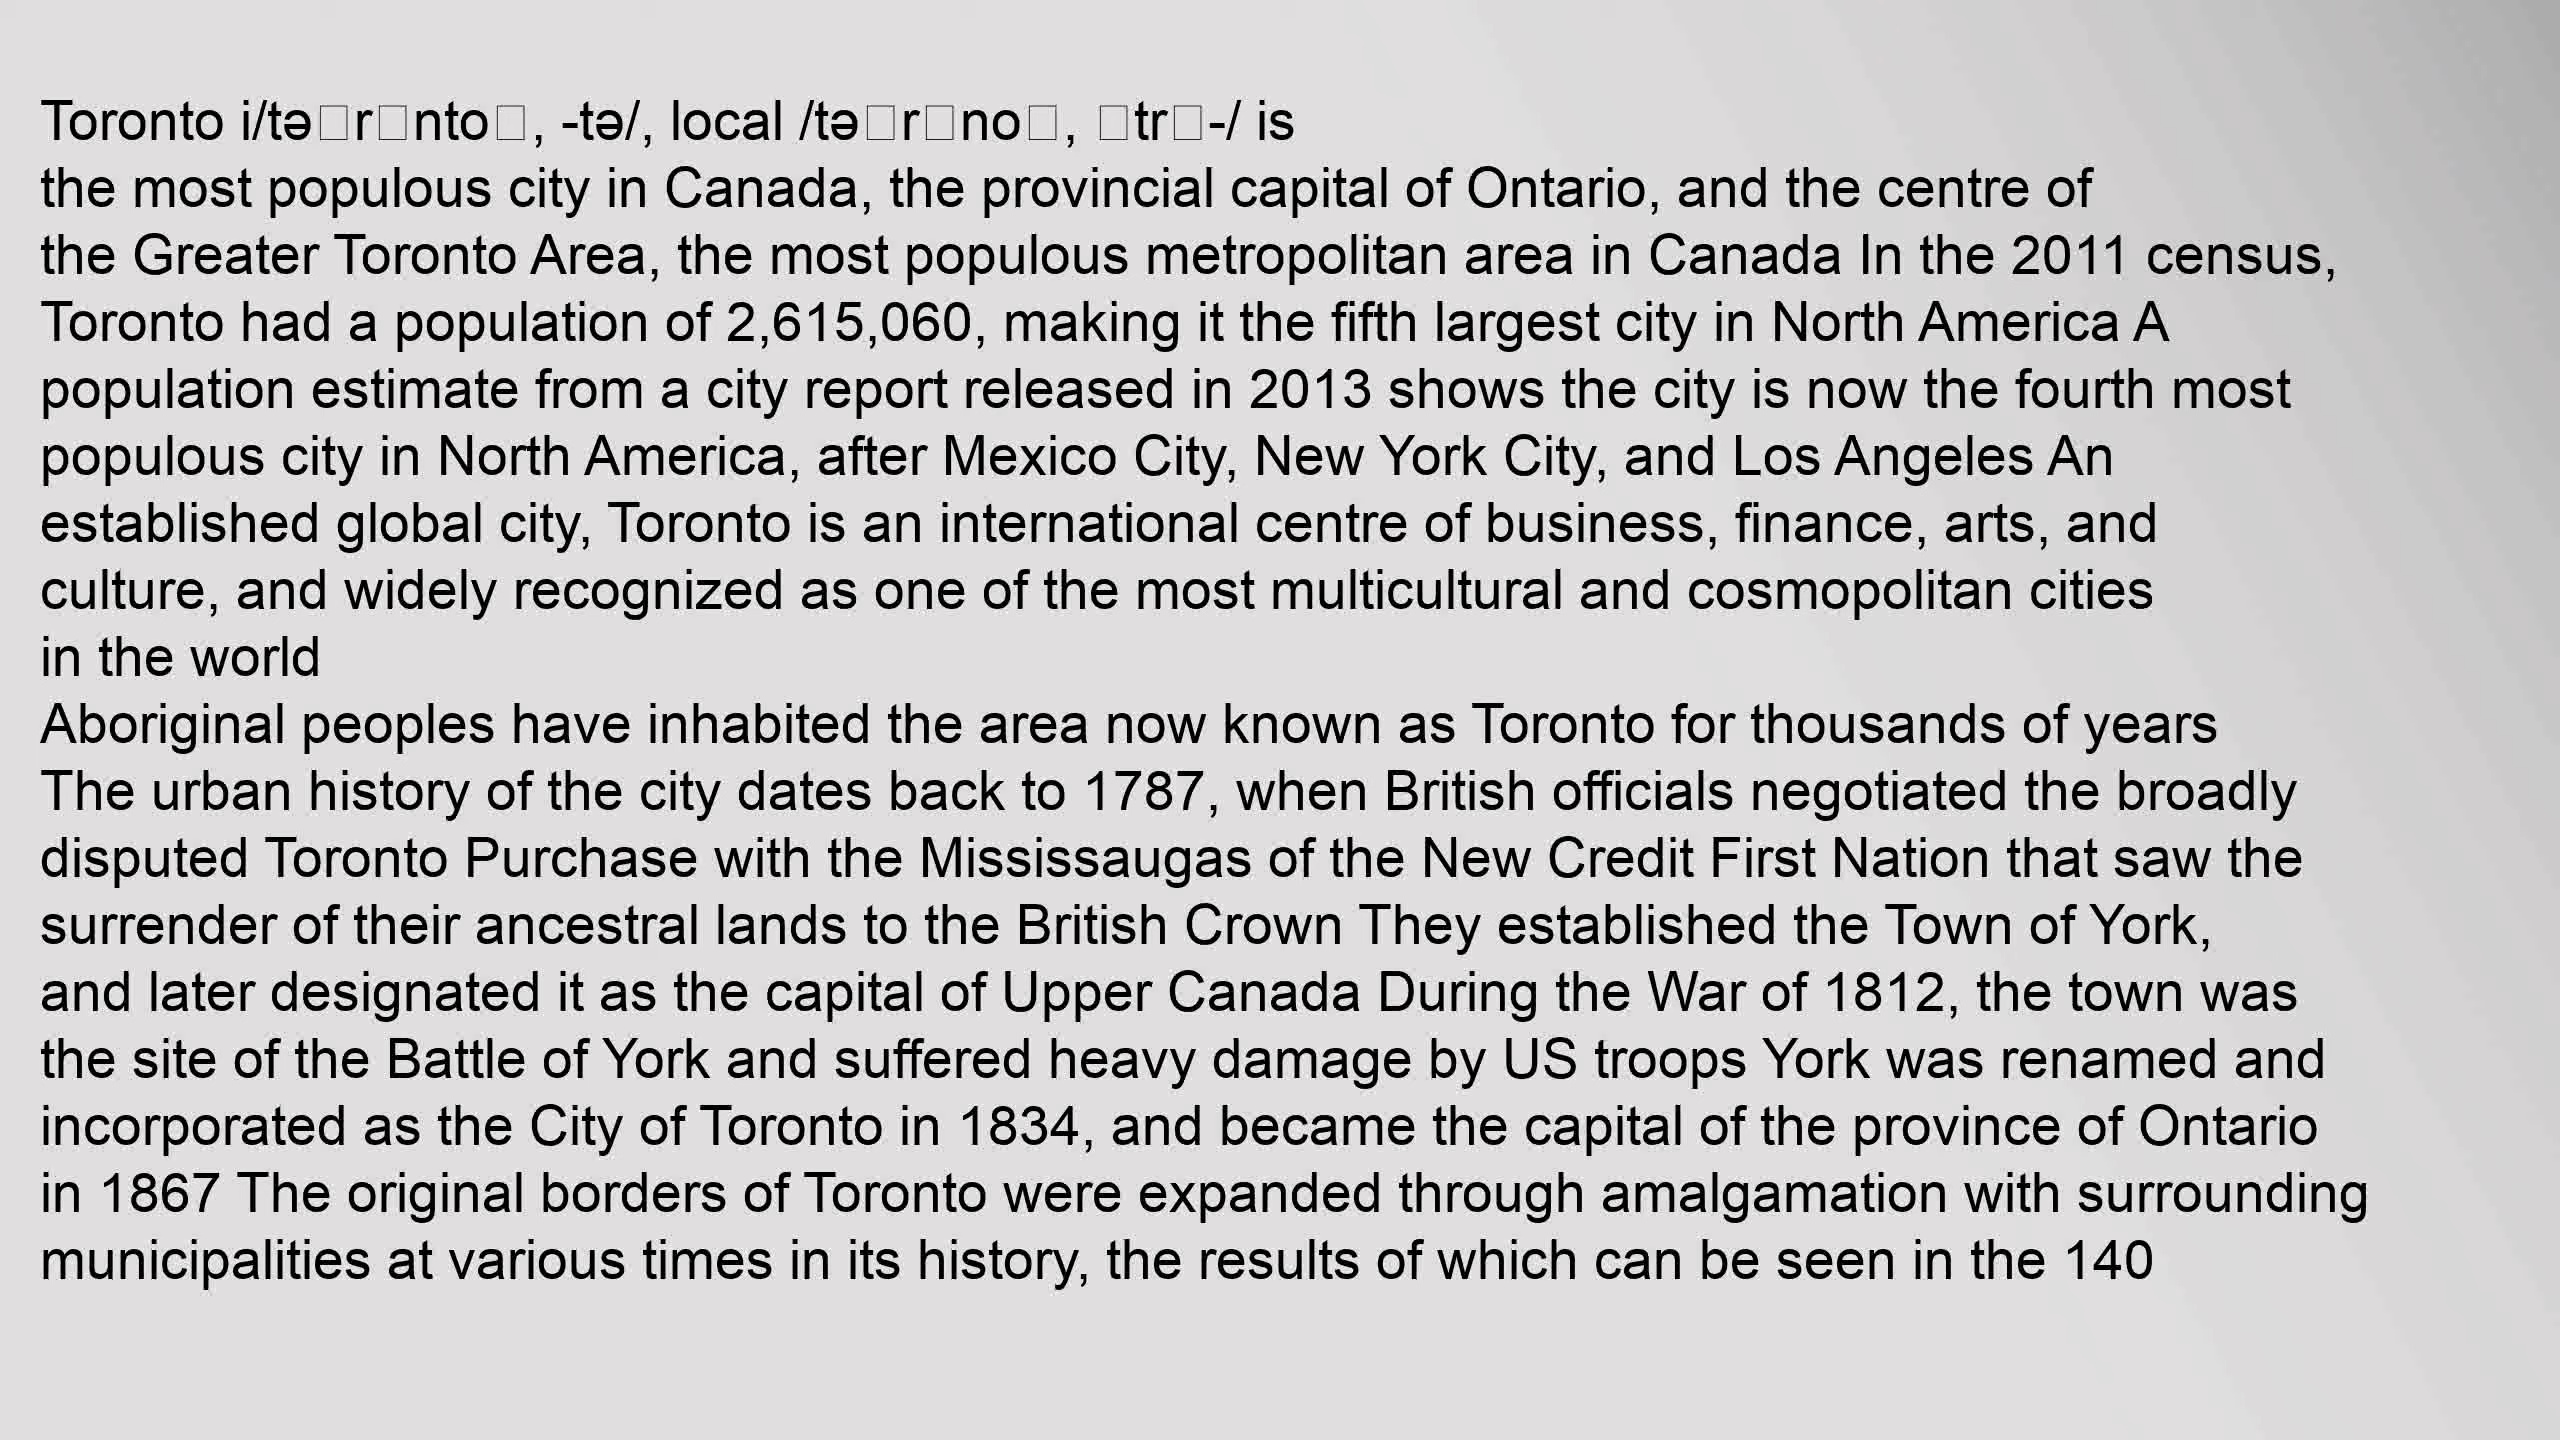 Toronto i/tə□r□nto□, -tə/, local /tə□r□no□, □tr□-/ is
the most populous city in Canada, the provincial capital of Ontario, and the centre of
the Greater Toronto Area, the most populous metropolitan area in Canada In the 2011 census,
Toronto had a population of 2,615,060, making it the fifth largest city in North America A
population estimate from a city report released in 2013 shows the city is now the fourth most
populous city in North America, after Mexico City, New York City, and Los Angeles An
established global city, Toronto is an international centre of business, finance, arts, and
culture, and widely recognized as one of the most multicultural and cosmopolitan cities
in the world
Aboriginal peoples have inhabited the area now known as Toronto for thousands of years
The urban history of the city dates back to 1787, when British officials negotiated the broadly
disputed Toronto Purchase with the Mississaugas of the New Credit First Nation that saw the
surrender of their ancestral lands to the British Crown They established the Town of York,
and later designated it as the capital of Upper Canada During the War of 1812, the town was
the site of the Battle of York and suffered heavy damage by US troops York was renamed and
incorporated as the City of Toronto in 1834, and became the capital of the province of Ontario
in 1867 The original borders of Toronto were expanded through amalgamation with surrounding
municipalities at various times in its history, the results of which can be seen in the 140